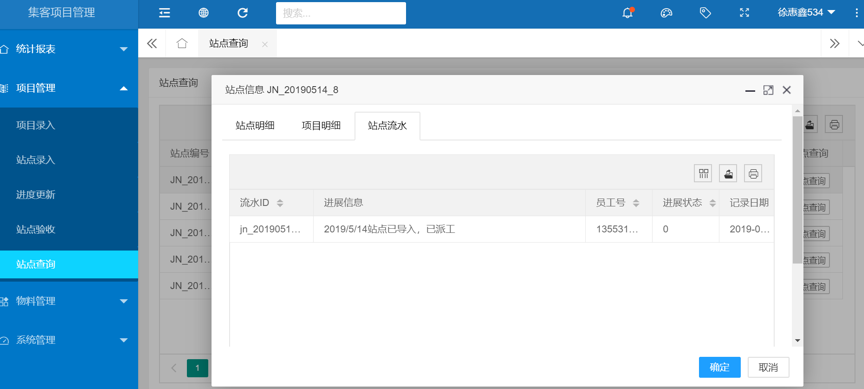 集客项目管理
搜索...
徐惠鑫534
统计报表
站点查询
项目管理
项目录入
站点录入
进度更新
站点验收
站点查询
物料管理
系统管理
站点查询
站点编号
点查询
JN_201...
点查询
JN_201...
点查询
JN_201...
点查询
JN_201...
点查询
JN_201...
点查询
1
站点信息 JN_20190514_8
站点明细 项目明细 站点流水
流水ID 进展信息 员工号 进展状态 记录日期
jn_2019051... 2019/5/14站点已导入，已派工 135531... 0 2019-0...
确定 取消